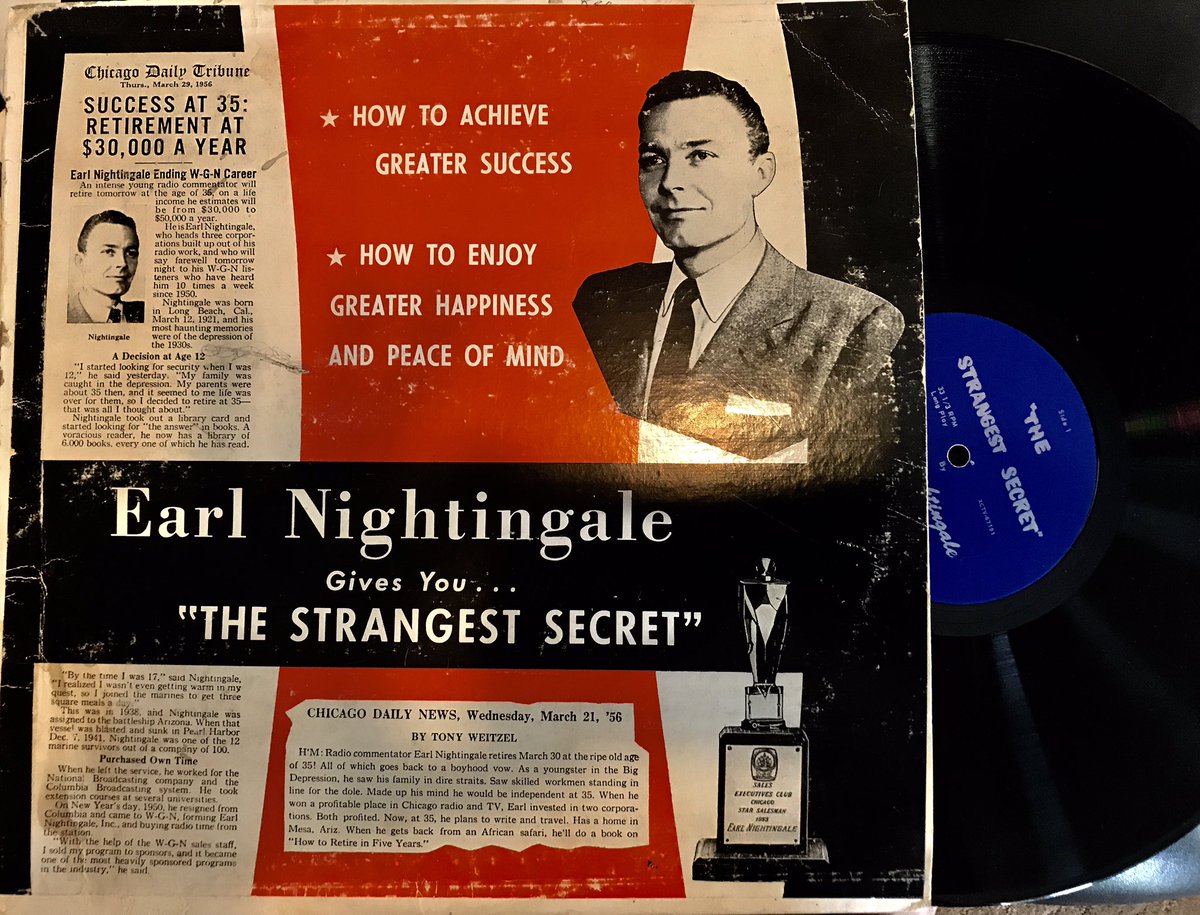 Chicago Daily Tribune
Thurs., March 29, 1956
SUCCESS AT 35:
RETIREMENT AT
$30,000 A YEAR
Earl Nightingale Ending W-G-N Career
An intense young radio commentator will
retire tomorrow at the age of 35, on a life
income he estimates will
be from $30,000 to
$50,000 a year.
He is Earl Nightingale,
who heads three corpor-
ations built up out of his
radio work, and who will
say farewell tomorrow
night to his W-G-N lis-
teners who have heard
him 10 times a week
since 1950.
Nightingale was born
in Long Beach, Cal.,
March 12, 1921, and his
most haunting memories
were of the depression of
the 1930s.
Nightingale
A Decision at Age 12
"I started looking for security when I was
12," he said yesterday. "My family was
caught in the depression. My parents were
about 35 then, and it seemed to me life was
over for them, so I decided to retire at 35—
that was all I thought about."
Nightingale took out a library card and
started looking for "the answer" in books. A
voracious reader, he now has a library of
6,000 books, every one of which he has read.
★ HOW TO ACHIEVE
GREATER SUCCESS
★ HOW TO ENJOY
GREATER HAPPINESS
AND PEACE OF MIND
Earl Nightingale
Gives You...
"THE STRANGEST SECRET"
"By the time I was 17," said Nightingale,
"I realized I wasn't even getting warm in my
quest, so I joined the marines to get three
square meals a day."
This was in 1938, and Nightingale was
assigned to the battleship Arizona. When that
vessel was blasted and sunk in Pearl Harbor
Dec. 7, 1941, Nightingale was one of the 12
marine survivors out of a company of 100.
Purchased Own Time
When he left the service, he worked for the
National Broadcasting company and the
Columbia Broadcasting system. He took
extension courses at several universities.
On New Year's day, 1950, he resigned from
Columbia and came to W-G-N, forming Earl
Nightingale, Inc., and buying radio time from
the station.
"With the help of the W-G-N sales staff,
I sold my program to sponsors, and it became
one of the most heavily sponsored programs
in the industry," he said.
CHICAGO DAILY NEWS, Wednesday, March 21, '56
BY TONY WEITZEL
H'M: Radio commentator Earl Nightingale retires March 30 at the ripe old age
of 35! All of which goes back to a boyhood vow. As a youngster in the Big
Depression, he saw his family in dire straits. Saw skilled workmen standing in
line for the dole. Made up his mind he would be independent at 35. When he
won a profitable place in Chicago radio and TV, Earl invested in two corpora-
tions. Both profited. Now, at 35, he plans to write and travel. Has a home in
Mesa, Ariz. When he gets back from an African safari, he'll do a book on
"How to Retire in Five Years."
SALES
EXECUTIVES CLUB
CHICAGO
STAR SALESMAN
1953
EARL NIGHTINGALE
Side 1
"THE
STRANGEST SECRET"
33 1/2 RPM
Long Play
By